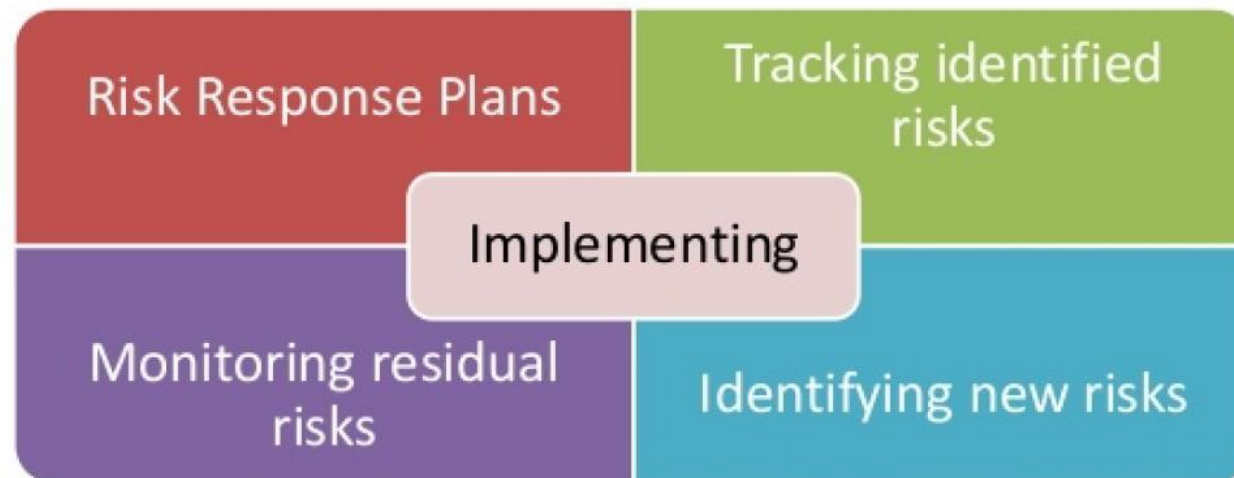 Risk Response Plans
Tracking identified
risks
Implementing
Monitoring residual
risks
Identifying new risks